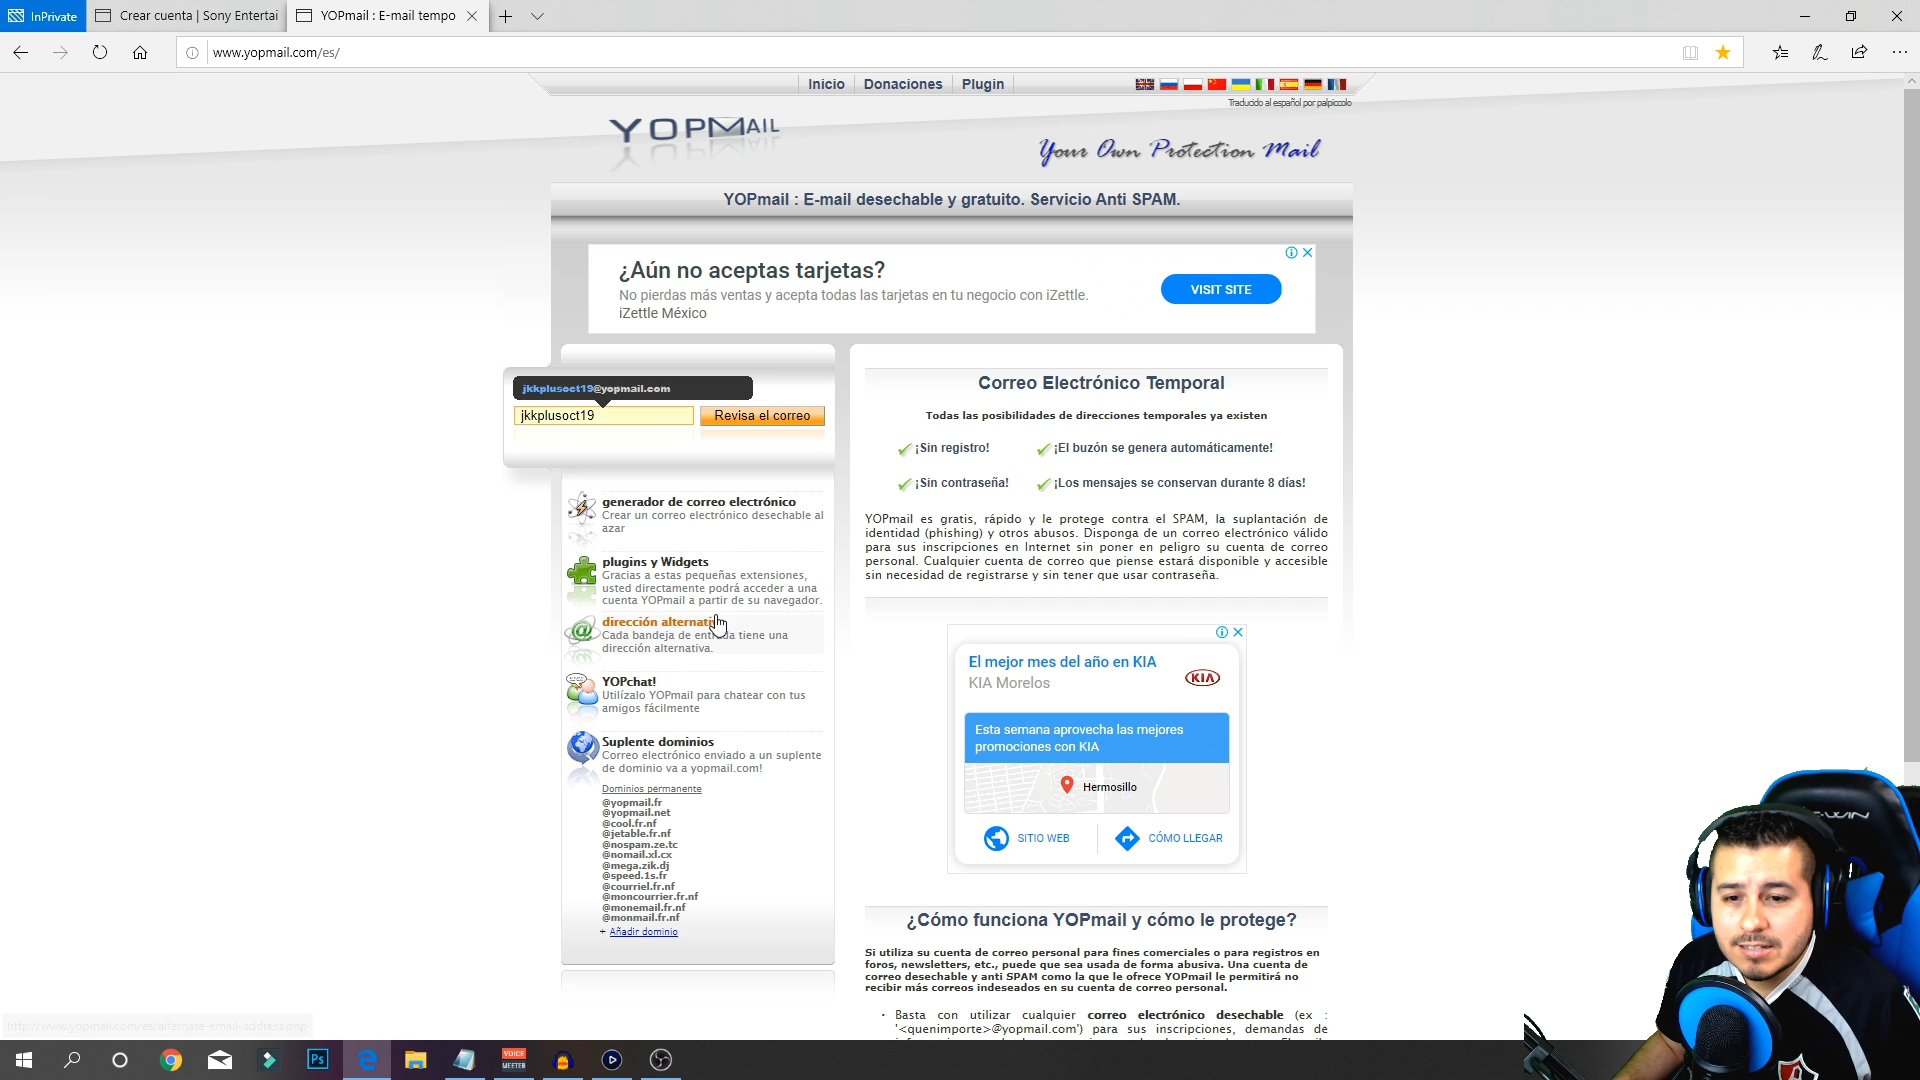 InPrivate
Crear cuenta | Sony Entertai
YOPmail : E-mail tempo
www.yopmail.com/es/
Inicio
Donaciones
Plugin
Traducido al español por palpiccolo
YOPMAIL
Your Own Protection Mail
YOPmail : E-mail desechable y gratuito. Servicio Anti SPAM.
¿Aún no aceptas tarjetas?
No pierdas más ventas y acepta todas las tarjetas en tu negocio con iZettle.
iZettle México
VISIT SITE
jkkplusoct19@yopmail.com
jkkplusoct19
Revisa el correo
generador de correo electrónico
Crear un correo electrónico desechable al
azar
plugins y Widgets
Gracias a estas pequeñas extensiones,
usted directamente podrá acceder a una
cuenta YOPmail a partir de su navegador.
dirección alternati
Cada bandeja de entrada tiene una
dirección alternativa.
YOPchat!
Utilízalo YOPmail para chatear con tus
amigos fácilmente
Suplente dominios
Correo electrónico enviado a un suplente
de dominio va a yopmail.com!
Dominios permanente
@yopmail.fr
@yopmail.net
@cool.fr.nf
@jetable.fr.nf
@nospam.ze.tc
@nomail.xl.cx
@mega.zik.dj
@speed.1s.fr
@courriel.fr.nf
@moncourrier.fr.nf
@monemail.fr.nf
@monmail.fr.nf
+ Añadir dominio
Correo Electrónico Temporal
Todas las posibilidades de direcciones temporales ya existen
¡Sin registro!
¡El buzón se genera automáticamente!
¡Sin contraseña!
¡Los mensajes se conservan durante 8 días!
YOPmail es gratis, rápido y le protege contra el SPAM, la suplantación de
identidad (phishing) y otros abusos. Disponga de un correo electrónico válido
para sus inscripciones en Internet sin poner en peligro su cuenta de correo
personal. Cualquier cuenta de correo que piense estará disponible y accesible
sin necesidad de registrarse y sin tener que usar contraseña.
El mejor mes del año en KIA
KIA Morelos
KIA
Esta semana aprovecha las mejores
promociones con KIA
Hermosillo
SITIO WEB
CÓMO LLEGAR
¿Cómo funciona YOPmail y cómo le protege?
Si utiliza su cuenta de correo personal para fines comerciales o para registros en
foros, newsletters, etc., puede que sea usada de forma abusiva. Una cuenta de
correo desechable y anti SPAM como la que le ofrece YOPmail le permitirá no
recibir más correos indeseados en su cuenta de correo personal.
· Basta con utilizar cualquier correo electrónico desechable (ex :
'<quenimporte>@yopmail.com') para sus inscripciones, demandas de
http://www.yopmail.com/es/alternate-email-address.php
Ps
VOICE
MEETER